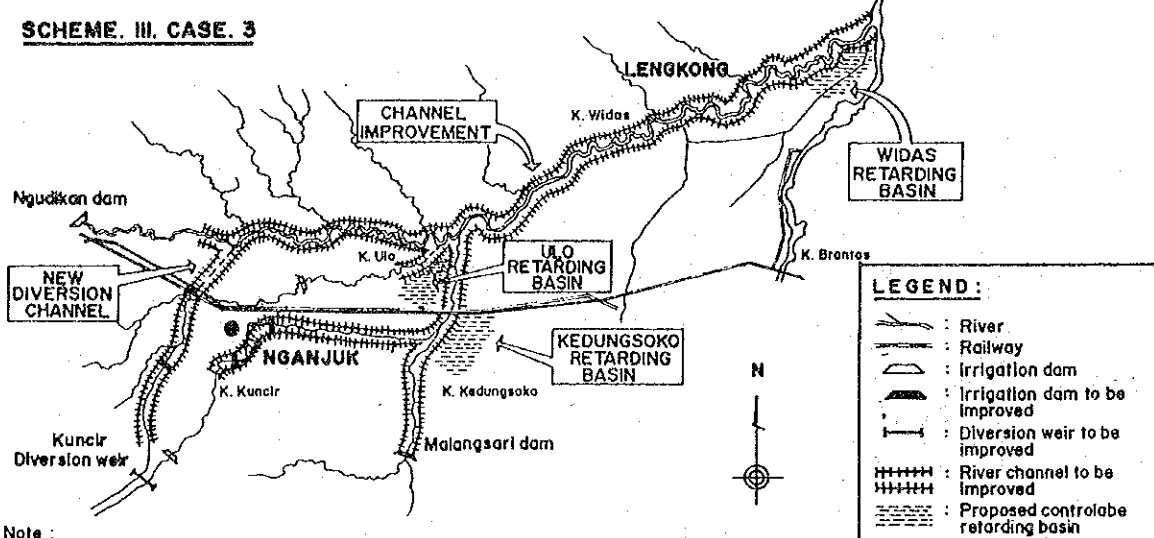 SCHEME. III. CASE. 3
LENGKONG
CHANNEL
IMPROVEMENT
K. Widas
WIDAS
RETARDING
BASIN
Ngudikan dam
K. Ulo
ULO
RETARDING
BASIN
K. Brantas
NEW
DIVERSION
CHANNEL
KEDUNGSOKO
RETARDING
BASIN
NGANJUK
K. Kuncir
K. Kedungsoko
N
Kuncir
Diversion weir
Malangsari dam
LEGEND :
: River
: Railway
: Irrigation dam
: Irrigation dam to be
improved
: Diversion weir to be
improved
: River channel to be
improved
: Proposed controlabe
retarding basin
Note :